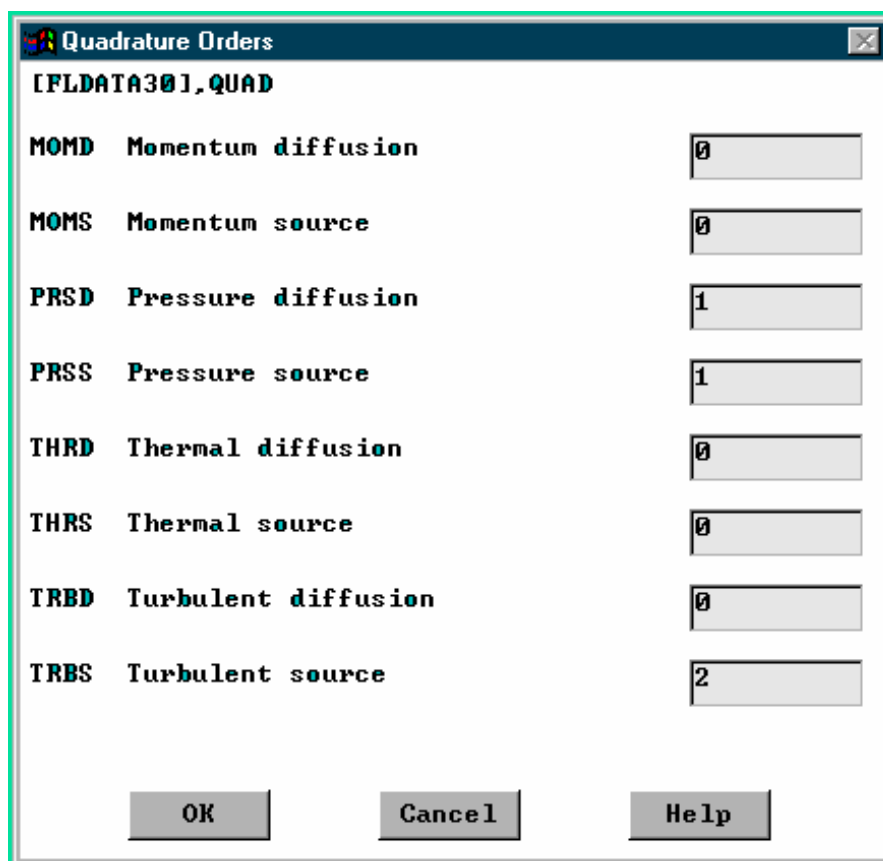 Quadrature Orders
[FLDATA30],QUAD
MOMD Momentum diffusion 0
MOMS Momentum source 0
PRSD Pressure diffusion 1
PRSS Pressure source 1
THRD Thermal diffusion 0
THRS Thermal source 0
TRBD Turbulent diffusion 0
TRBS Turbulent source 2
OK Cancel Help